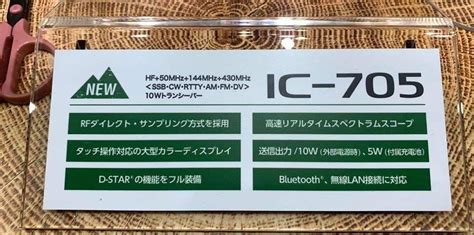 NEW
HF+50MHz+144MHz+430MHz
<SSB・CW・RTTY・AM・FM・DV>
10Wトランシーバー
IC-705
RFダイレクト・サンプリング方式を採用
高速リアルタイムスペクトラムスコープ
タッチ操作対応の大型カラーディスプレイ
送信出力/10W(外部電源時)、5W(付属充電池)
D-STAR®の機能をフル装備
Bluetooth®、無線LAN接続に対応